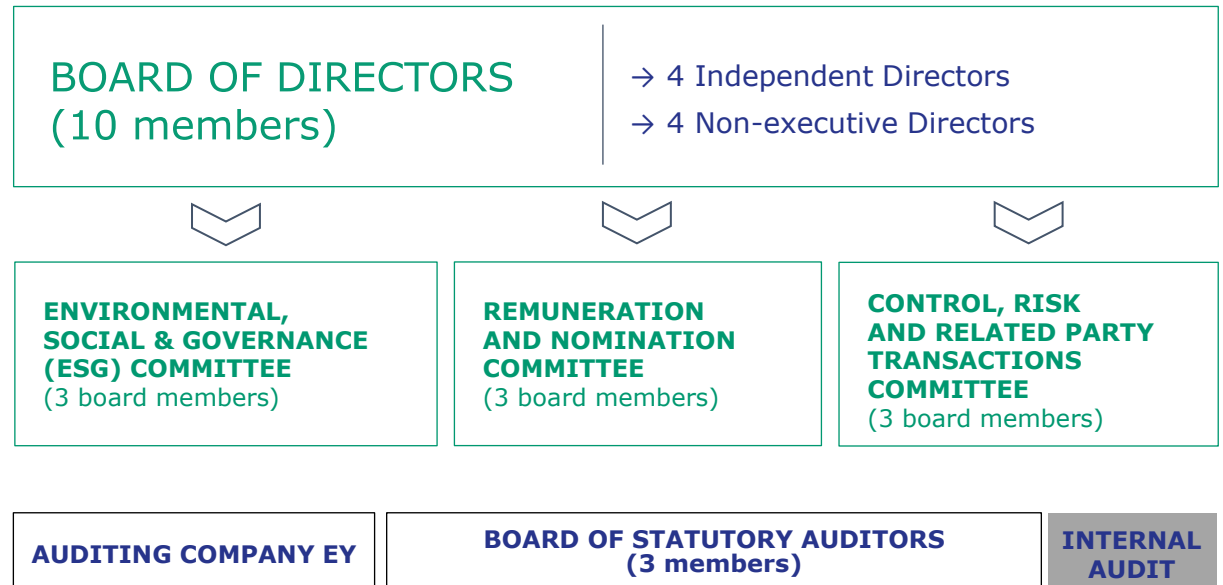 BOARD OF DIRECTORS
(10 members)
→ 4 Independent Directors
→ 4 Non-executive Directors
ENVIRONMENTAL,
SOCIAL & GOVERNANCE
(ESG) COMMITTEE
(3 board members)
REMUNERATION
AND NOMINATION
COMMITTEE
(3 board members)
CONTROL, RISK
AND RELATED PARTY
TRANSACTIONS
COMMITTEE
(3 board members)
AUDITING COMPANY EY
BOARD OF STATUTORY AUDITORS
(3 members)
INTERNAL
AUDIT